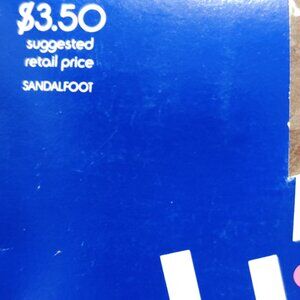 $3.50
suggested
retail price
SANDALFOOT